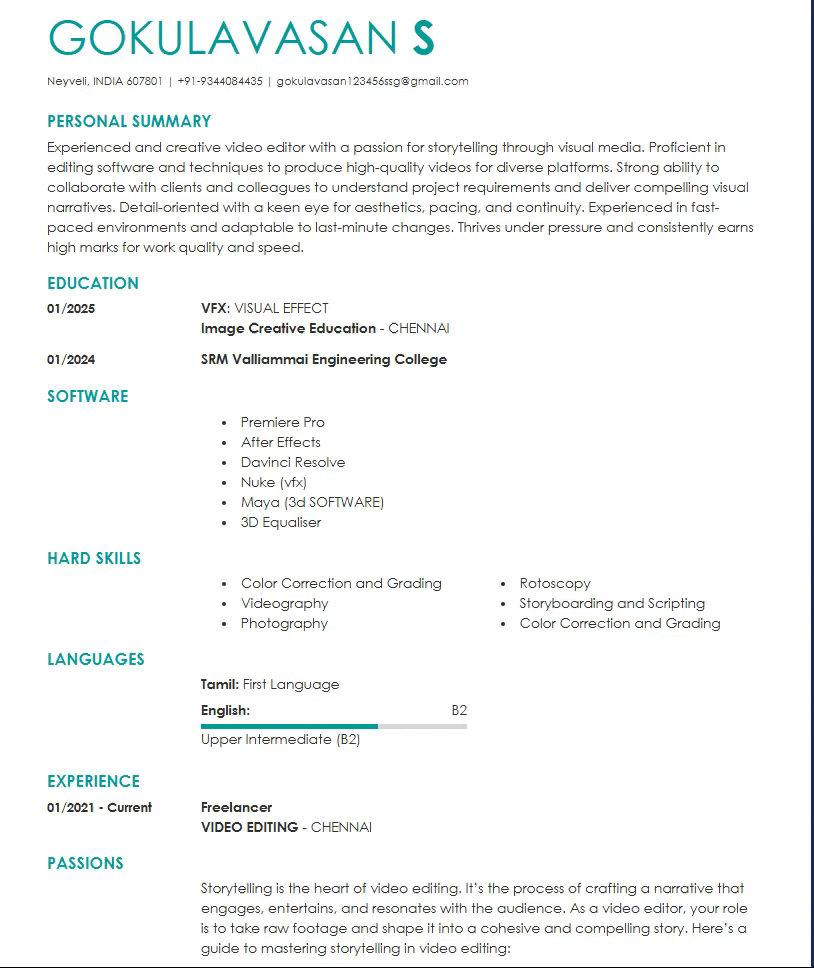 GOKULAVASAN S
Neyveli, INDIA 607801 | +91-9344084435 | gokulavasan123456ssg@gmail.com
PERSONAL SUMMARY
Experienced and creative video editor with a passion for storytelling through visual media. Proficient in
editing software and techniques to produce high-quality videos for diverse platforms. Strong ability to
collaborate with clients and colleagues to understand project requirements and deliver compelling visual
narratives. Detail-oriented with a keen eye for aesthetics, pacing, and continuity. Experienced in fast-
paced environments and adaptable to last-minute changes. Thrives under pressure and consistently earns
high marks for work quality and speed.
EDUCATION
01/2025 VFX: VISUAL EFFECT
Image Creative Education - CHENNAI
01/2024 SRM Valliammai Engineering College
SOFTWARE
• Premiere Pro
• After Effects
• Davinci Resolve
• Nuke (vfx)
• Maya (3d SOFTWARE)
• 3D Equaliser
HARD SKILLS
• Color Correction and Grading
• Videography
• Photography
• Rotoscopy
• Storyboarding and Scripting
• Color Correction and Grading
LANGUAGES
Tamil: First Language
English: B2
Upper Intermediate (B2)
EXPERIENCE
01/2021 - Current Freelancer
VIDEO EDITING - CHENNAI
PASSIONS
Storytelling is the heart of video editing. It's the process of crafting a narrative that
engages, entertains, and resonates with the audience. As a video editor, your role
is to take raw footage and shape it into a cohesive and compelling story. Here's a
guide to mastering storytelling in video editing: